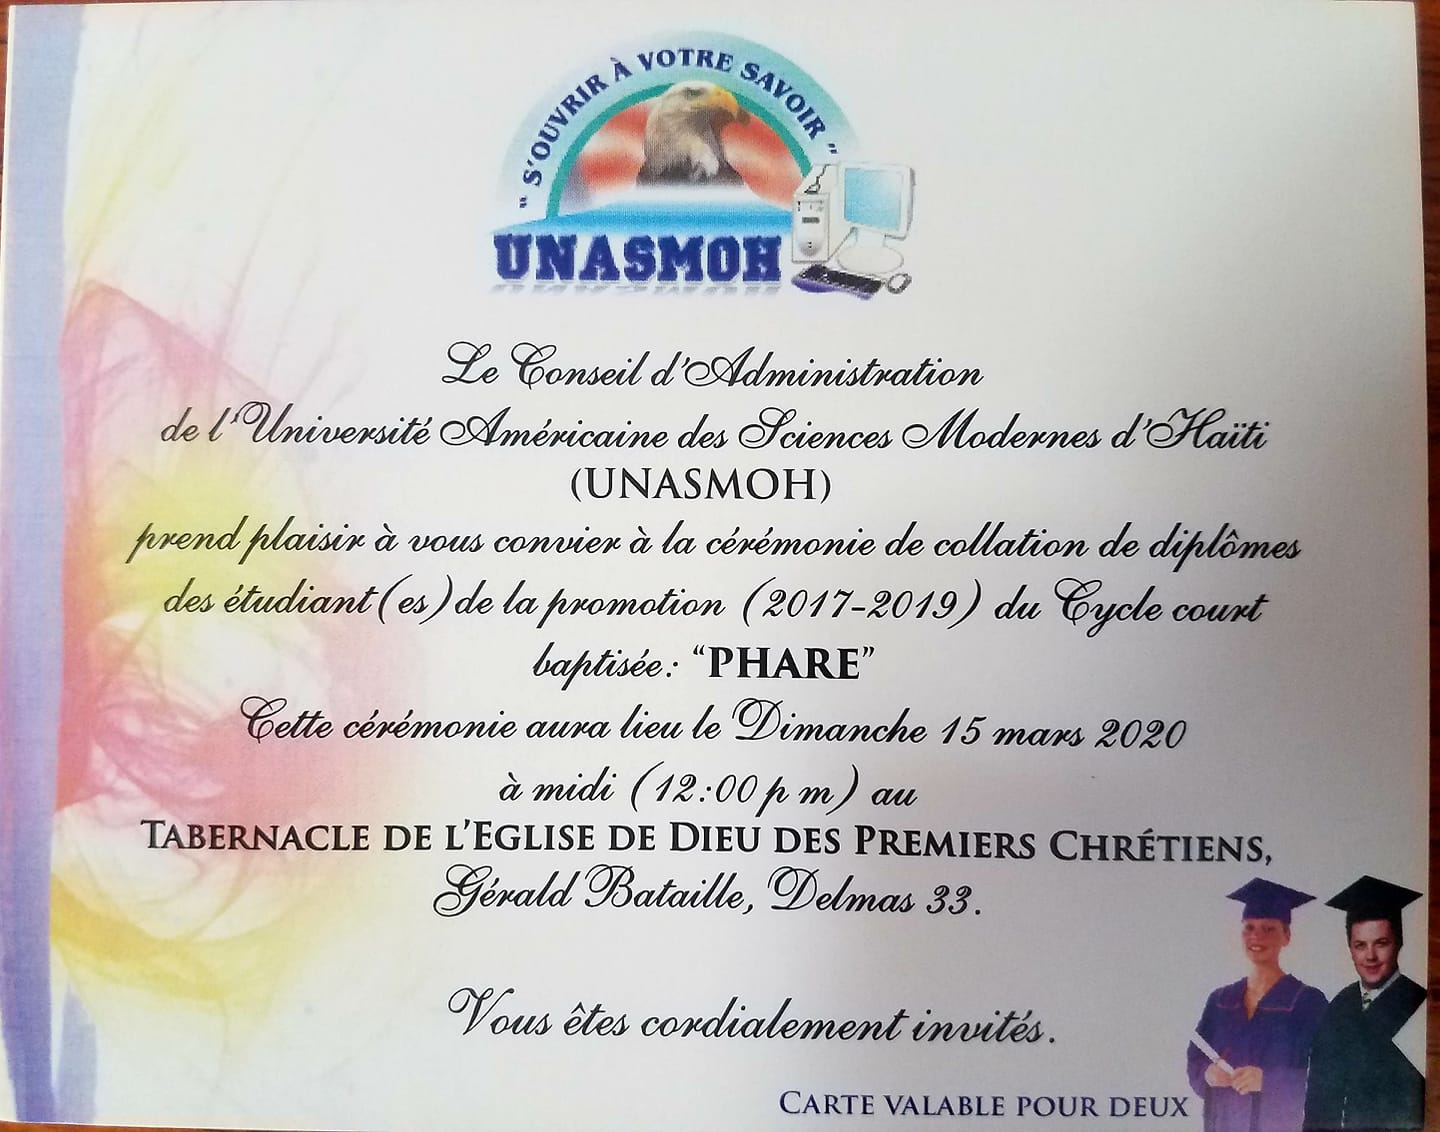 " S'OUVRIR À VOTRE SAVOIR "
UNASMOH
Le Conseil d'Administration
de l'Université Américaine des Sciences Modernes d'Haïti
(UNASMOH)
prend plaisir à vous convier à la cérémonie de collation de diplômes
des étudiant(es) de la promotion (2017-2019) du Cycle court
baptisée: “PHARE”
Cette cérémonie aura lieu le Dimanche 15 mars 2020
à midi (12:00 p m) au
TABERNACLE DE L'EGLISE DE DIEU DES PREMIERS CHRÉTIENS,
Gérald Bataille, Delmas 33.
Vous êtes cordialement invités.
CARTE VALABLE POUR DEUX